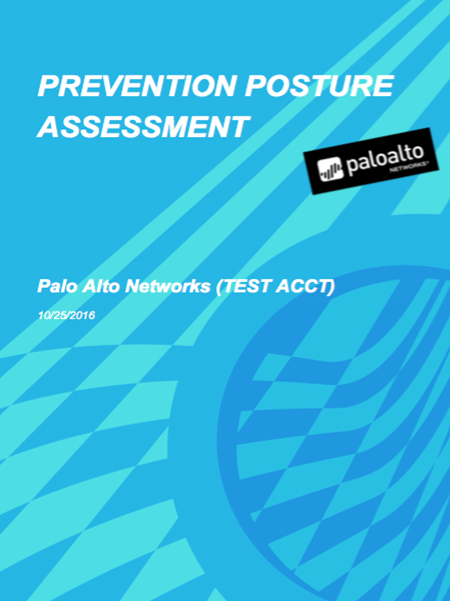 PREVENTION POSTURE
ASSESSMENT
paloalto
NETWORKS
Palo Alto Networks (TEST ACCT)
10/25/2016